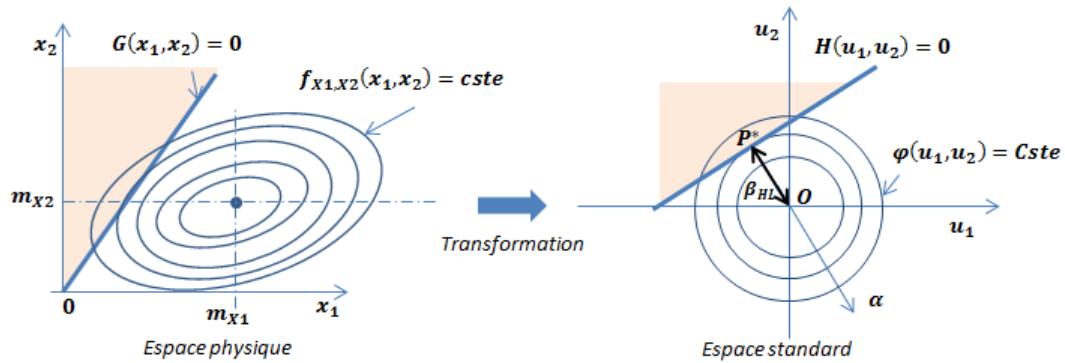 x₂
G(x₁,x₂) = 0
f_{X1,X2}(x₁,x₂) = cste
m_{X2}
0
m_{X1}
x₁
Espace physique
Transformation
u₂
H(u₁,u₂) = 0
P*
φ(u₁,u₂) = Cste
β_{HL}
O
u₁
α
Espace standard